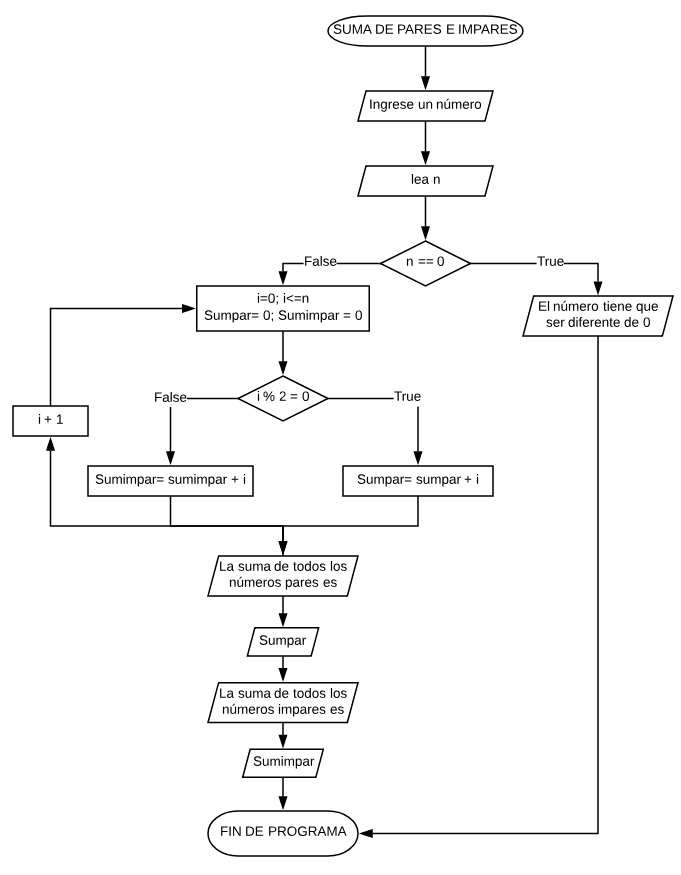 SUMA DE PARES E IMPARES
Ingrese un número
lea n
n == 0
False
True
i=0; i<=n
Sumpar= 0; Sumimpar = 0
El número tiene que
ser diferente de 0
i % 2 = 0
False
True
i + 1
Sumimpar= sumimpar + i
Sumpar= sumpar + i
La suma de todos los
números pares es
Sumpar
La suma de todos los
números impares es
Sumimpar
FIN DE PROGRAMA